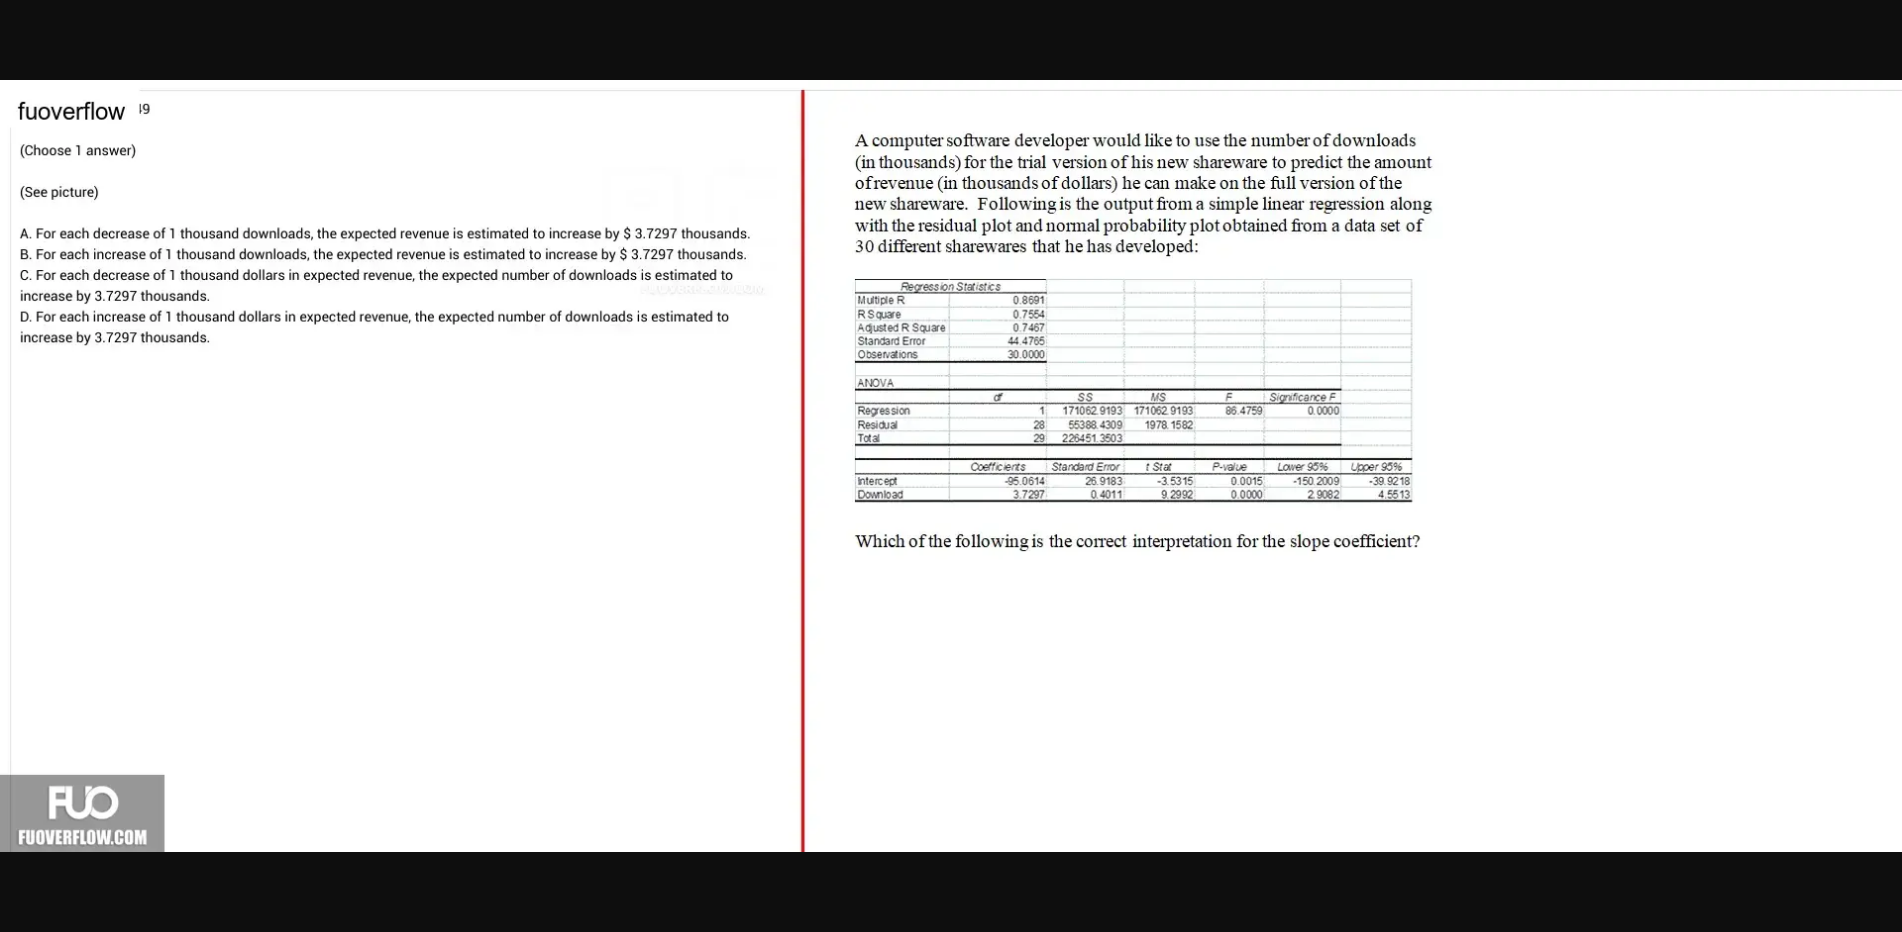 fuoverflow 19
(Choose 1 answer)
(See picture)
A. For each decrease of 1 thousand downloads, the expected revenue is estimated to increase by $ 3.7297 thousands.
B. For each increase of 1 thousand downloads, the expected revenue is estimated to increase by $ 3.7297 thousands.
C. For each decrease of 1 thousand dollars in expected revenue, the expected number of downloads is estimated to
increase by 3.7297 thousands.
D. For each increase of 1 thousand dollars in expected revenue, the expected number of downloads is estimated to
increase by 3.7297 thousands.
FUO
FUOVERFLOW.COM
A computer software developer would like to use the number of downloads
(in thousands) for the trial version of his new shareware to predict the amount
of revenue (in thousands of dollars) he can make on the full version of the
new shareware. Following is the output from a simple linear regression along
with the residual plot and normal probability plot obtained from a data set of
30 different sharewares that he has developed:
Regression Statistics
Multiple R 0.8691
R Square 0.7554
Adjusted R Square 0.7467
Standard Error 44.4765
Observations 30.0000
ANOVA
df SS MS F Significance F
Regression 1 171062.9193 171062.9193 86.4759 0.0000
Residual 28 55388.4309 1978.1582
Total 29 226451.3503
Coefficients Standard Error t Stat P-value Lower 95% Upper 95%
Intercept -95.0614 26.9183 -3.5315 0.0015 -150.2009 -39.9218
Download 3.7297 0.4011 9.2992 0.0000 2.9082 4.5513
Which of the following is the correct interpretation for the slope coefficient?